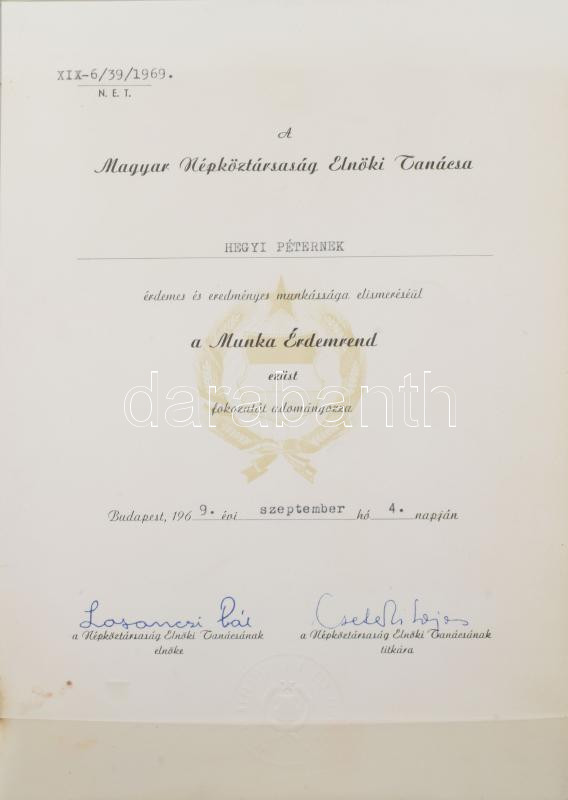 XIX-6/39/1969.
N. E. T.
A
Magyar Népköztársaság Elnöki Tanácsa
HEGYI PÉTERNEK
érdemes és eredményes munkássága elismeréséül
a Munka Érdemrend
ezüst
darabanth
fokozatát adományozza
Budapest, 196 9. évi szeptember hó 4. napján
Losonczi Pál Cseterki Lajos
a Népköztársaság Elnöki Tanácsának a Népköztársaság Elnöki Tanácsának
elnöke titkára